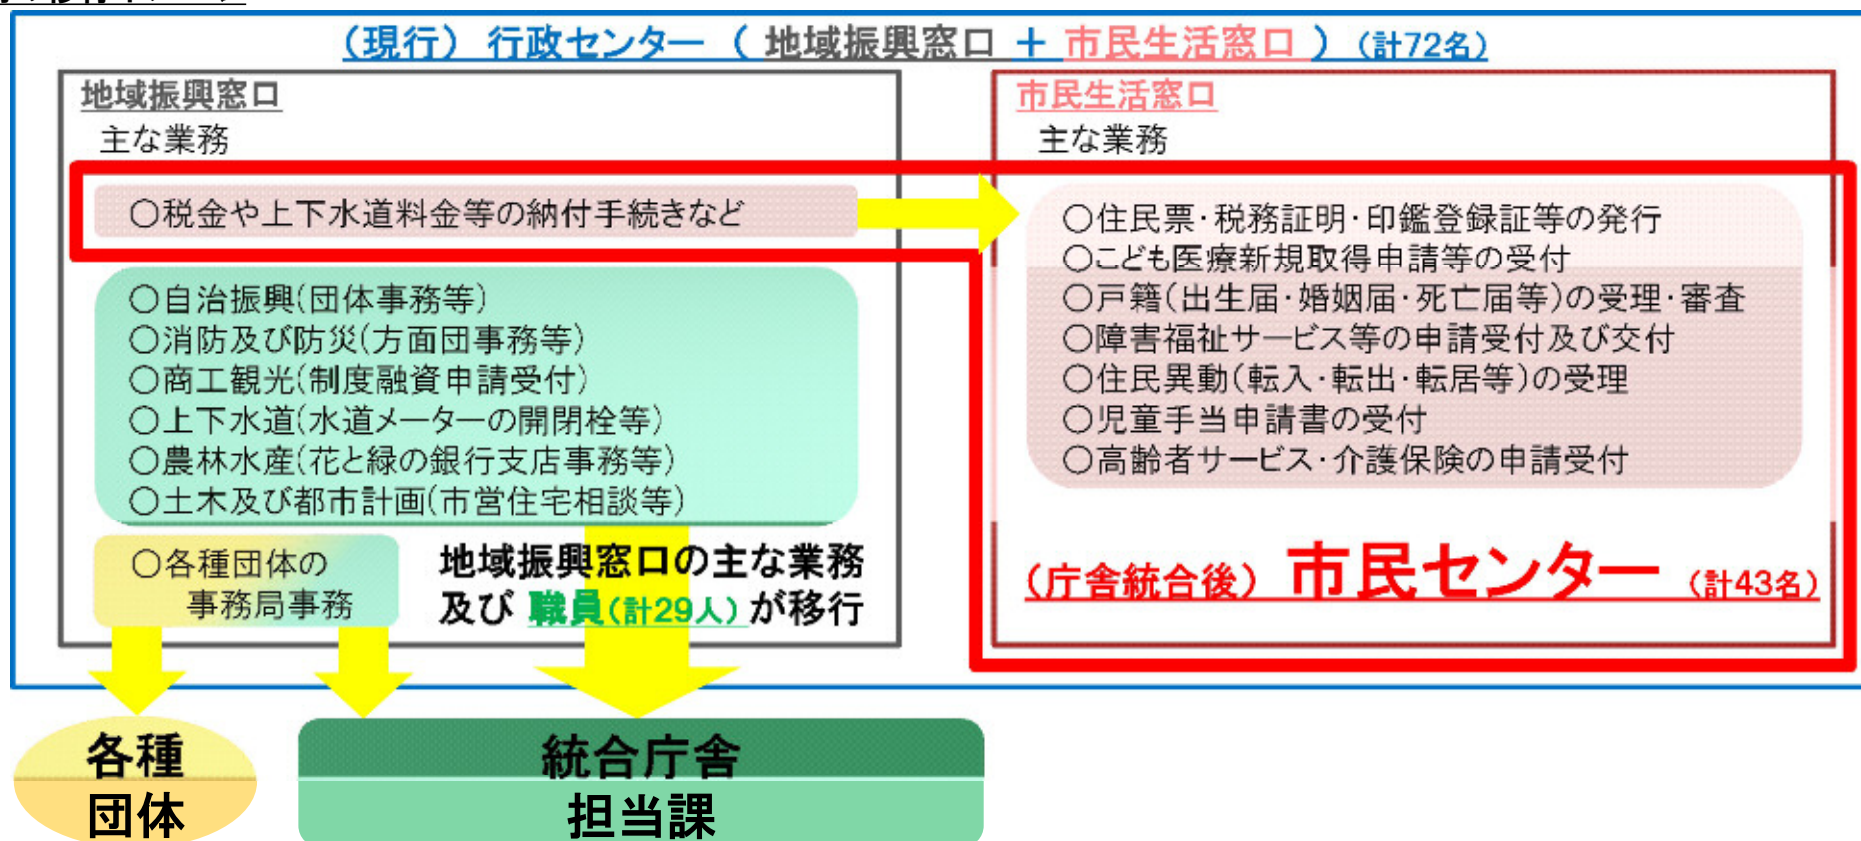 （現行） 行政センター（ 地域振興窓口 ＋ 市民生活窓口 ）（計72名）
地域振興窓口
主な業務
○税金や上下水道料金等の納付手続きなど
○自治振興（団体事務等）
○消防及び防災（方面団事務等）
○商工観光（制度融資申請受付）
○上下水道（水道メーターの開閉栓等）
○農林水産（花と緑の銀行支店事務等）
○土木及び都市計画（市営住宅相談等）
○各種団体の
事務局事務
地域振興窓口の主な業務
及び 職員（計29人） が移行
市民生活窓口
主な業務
○住民票・税務証明・印鑑登録証等の発行
○こども医療新規取得申請等の受付
○戸籍（出生届・婚姻届・死亡届等）の受理・審査
○障害福祉サービス等の申請受付及び交付
○住民異動（転入・転出・転居等）の受理
○児童手当申請書の受付
○高齢者サービス・介護保険の申請受付
（庁舎統合後） 市民センター （計43名）
各種
団体
統合庁舎
担当課